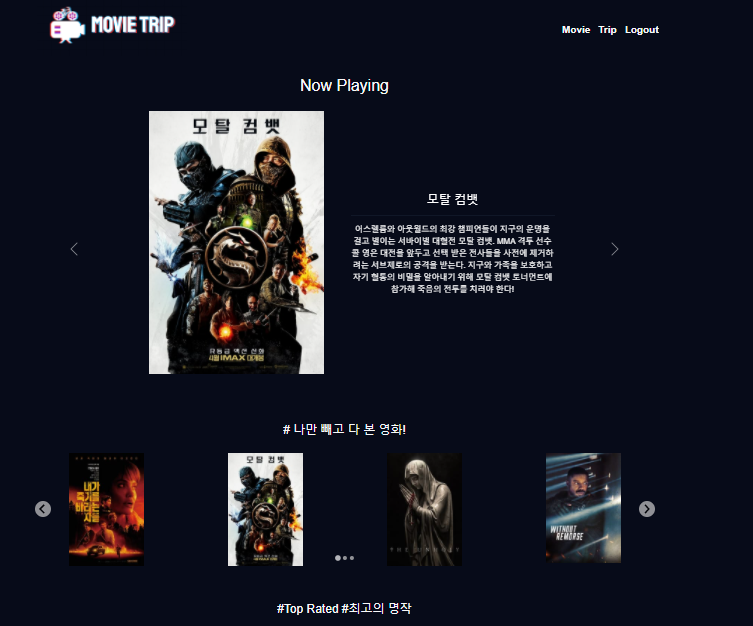 MOVIE TRIP
Movie Trip Logout
Now Playing
모탈 컴뱃
모탈 컴뱃
어스렐름와 아웃월드의 최강 챔피언들이 지구의 운명을
걸고 벌이는 서바이벌 대혈전 모탈 컴뱃. MMA 격투 선수
콜 영은 대전을 앞두고 선택 받은 전사들을 사전에 제거하
려는 서브제로의 공격을 받는다. 지구와 가족을 보호하고
자기 혈통의 비밀을 알아내기 위해 모탈 컴뱃 토너먼트에
참가해 죽음의 전투를 치러야 한다!
4월 IMAX 대개봉
# 나만 빼고 다 본 영화!
내가
죽기를
바라는
자들
모탈 컴뱃
THE UNHOLY
WITHOUT
REMORSE
#Top Rated #최고의 명작